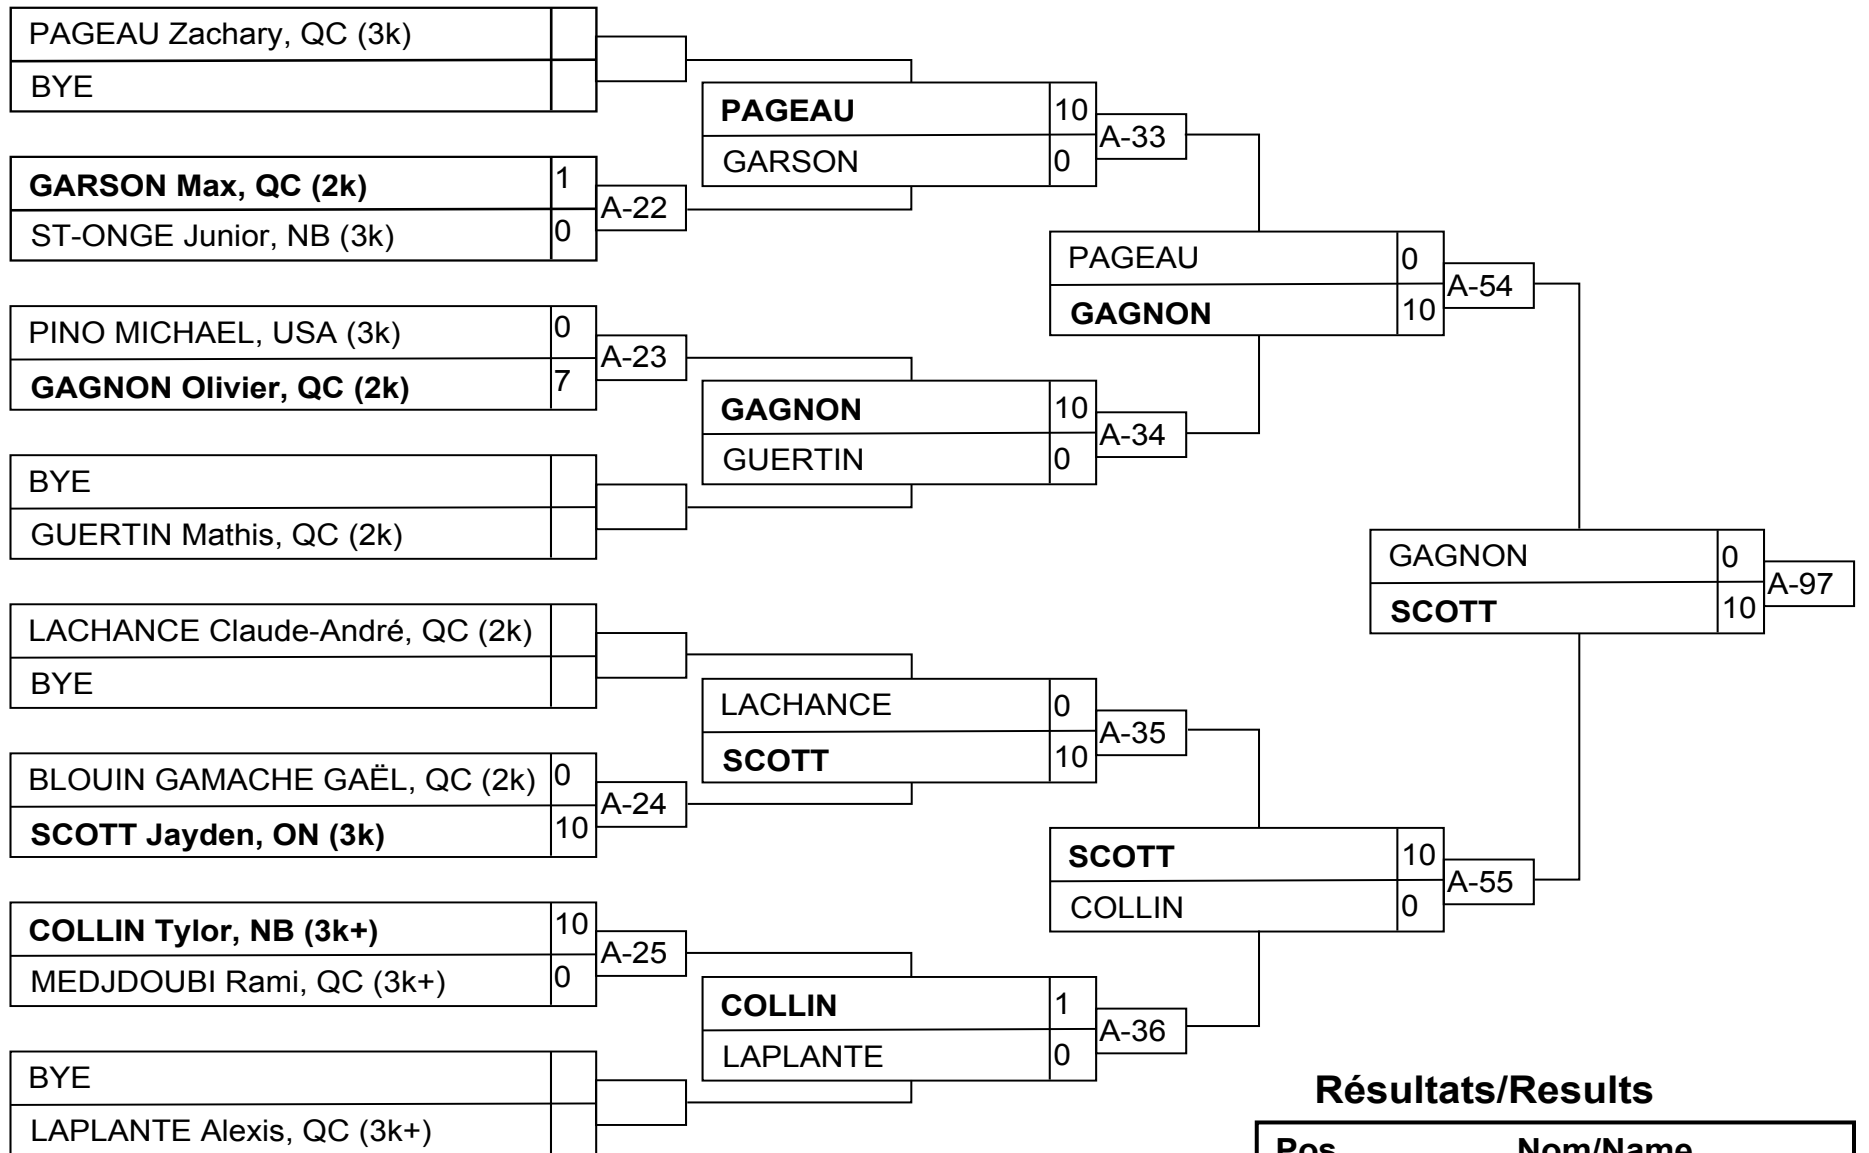 PAGEAU Zachary, QC (3k)
BYE
GARSON Max, QC (2k) 1
ST-ONGE Junior, NB (3k) 0
A-22
PINO MICHAEL, USA (3k) 0
GAGNON Olivier, QC (2k) 7
A-23
BYE
GUERTIN Mathis, QC (2k)
LACHANCE Claude-André, QC (2k)
BYE
BLOUIN GAMACHE GAËL, QC (2k) 0
SCOTT Jayden, ON (3k) 10
A-24
COLLIN Tylor, NB (3k+) 10
MEDJDOUBI Rami, QC (3k+) 0
A-25
BYE
LAPLANTE Alexis, QC (3k+)
PAGEAU 10
GARSON 0
A-33
GAGNON 10
GUERTIN 0
A-34
LACHANCE 0
SCOTT 10
A-35
COLLIN 1
LAPLANTE 0
A-36
PAGEAU 0
GAGNON 10
A-54
SCOTT 10
COLLIN 0
A-55
GAGNON 0
SCOTT 10
A-97
Résultats/Results
Pos Nom/Name